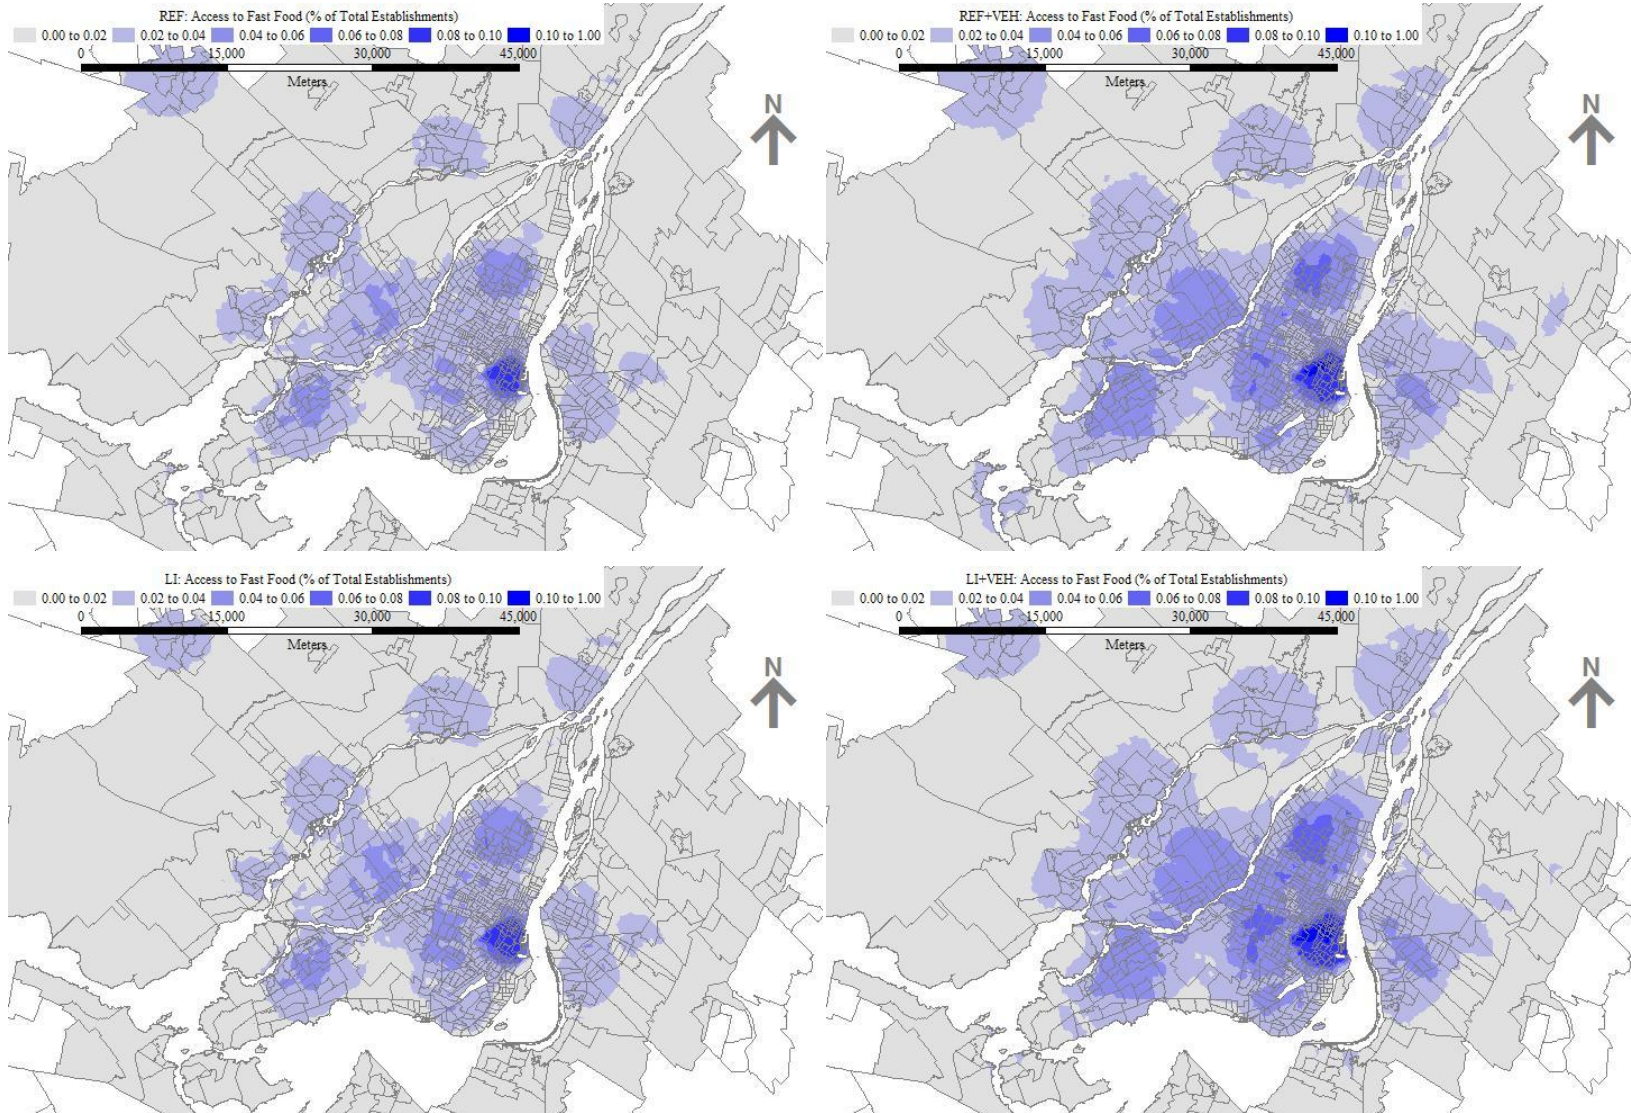 REF: Access to Fast Food (% of Total Establishments)
0.00 to 0.02 0.02 to 0.04 0.04 to 0.06 0.06 to 0.08 0.08 to 0.10 0.10 to 1.00
0 15,000 30,000 45,000
Meters
N
REF+VEH: Access to Fast Food (% of Total Establishments)
0.00 to 0.02 0.02 to 0.04 0.04 to 0.06 0.06 to 0.08 0.08 to 0.10 0.10 to 1.00
0 15,000 30,000 45,000
Meters
N
LI: Access to Fast Food (% of Total Establishments)
0.00 to 0.02 0.02 to 0.04 0.04 to 0.06 0.06 to 0.08 0.08 to 0.10 0.10 to 1.00
0 15,000 30,000 45,000
Meters
N
LI+VEH: Access to Fast Food (% of Total Establishments)
0.00 to 0.02 0.02 to 0.04 0.04 to 0.06 0.06 to 0.08 0.08 to 0.10 0.10 to 1.00
0 15,000 30,000 45,000
Meters
N